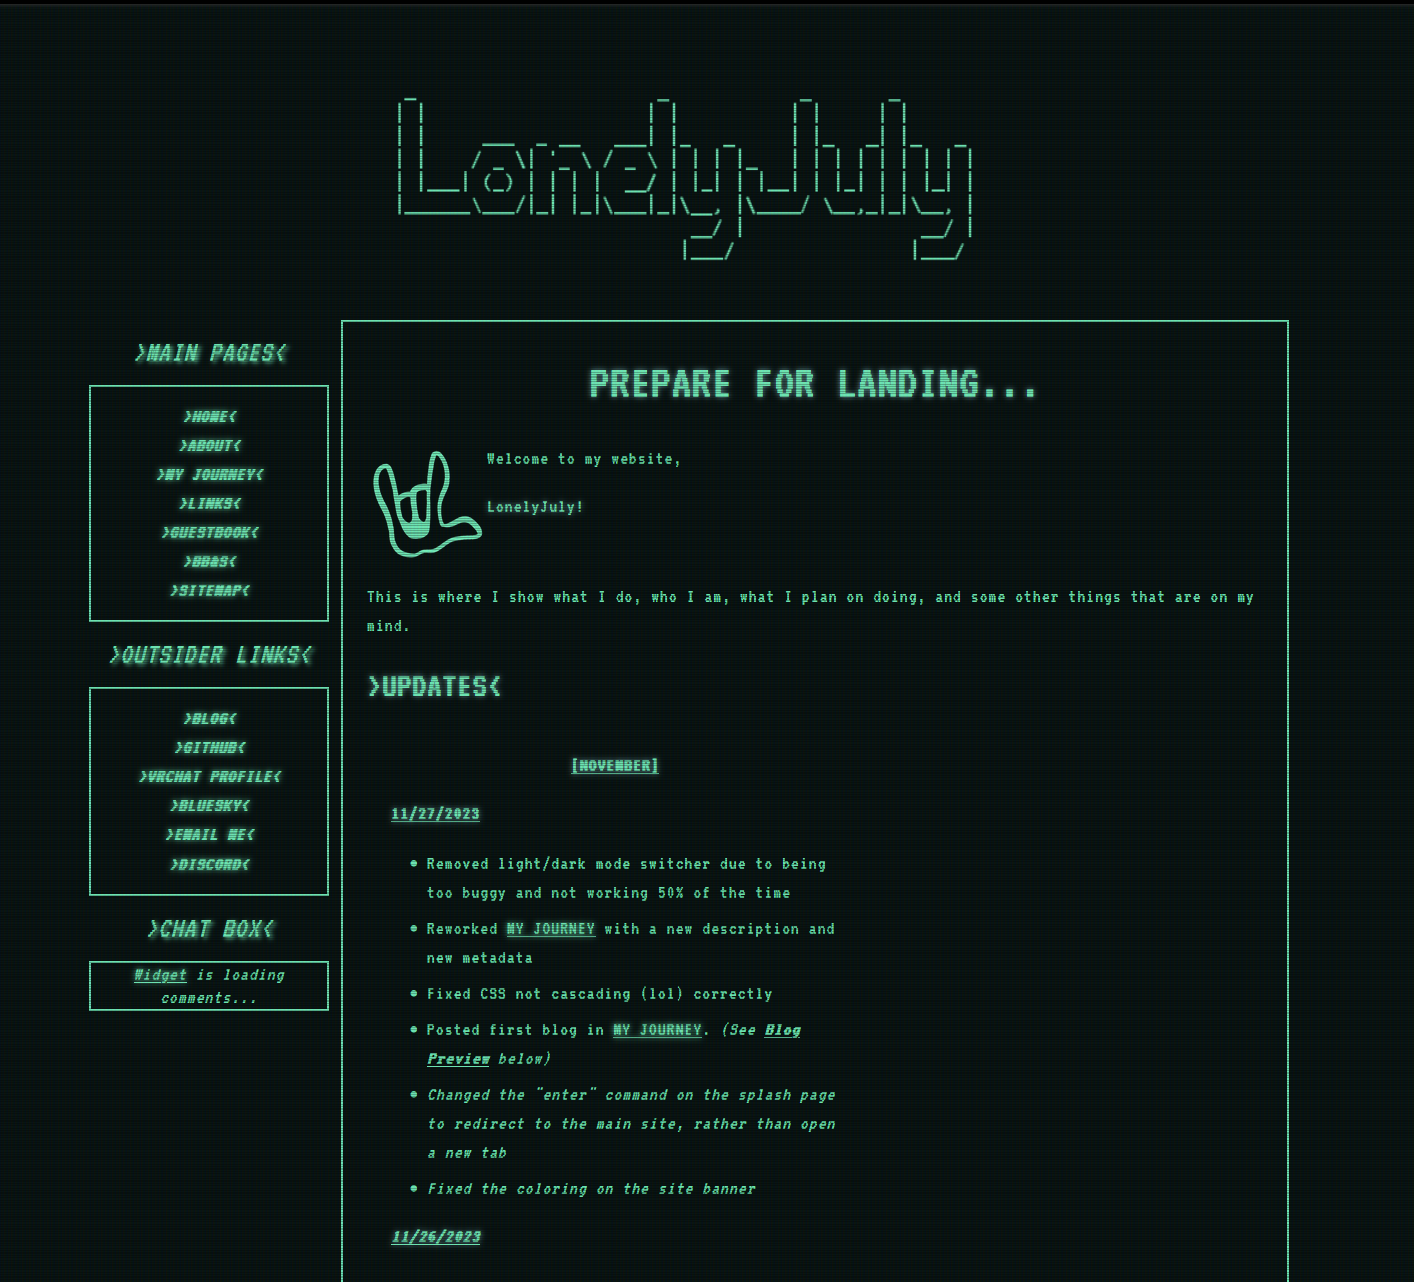 LonelyJuly
>MAIN PAGES<
>HOME<
>ABOUT<
>MY JOURNEY<
>LINKS<
>GUESTBOOK<
>BB&S<
>SITEMAP<
>OUTSIDER LINKS<
>BLOG<
>GITHUB<
>VRCHAT PROFILE<
>BLUESKY<
>EMAIL ME<
>DISCORD<
>CHAT BOX<
Widget is loading
comments...
PREPARE FOR LANDING...
Welcome to my website,
LonelyJuly!
This is where I show what I do, who I am, what I plan on doing, and some other things that are on my
mind.
>UPDATES<
[NOVEMBER]
11/27/2023
• Removed light/dark mode switcher due to being
too buggy and not working 50% of the time
• Reworked MY JOURNEY with a new description and
new metadata
• Fixed CSS not cascading (lol) correctly
• Posted first blog in MY JOURNEY. (See Blog
Preview below)
• Changed the "enter" command on the splash page
to redirect to the main site, rather than open
a new tab
• Fixed the coloring on the site banner
11/26/2023